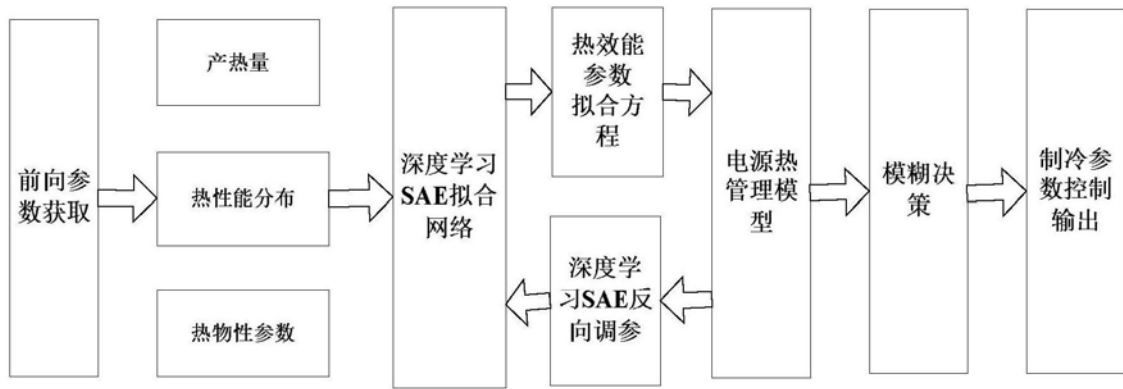 前向参
数获取
产热量
热性能分布
热物性参数
深度学习
SAE拟合
网络
热效能
参数
拟合方
程
深度学
习SAE反
向调参
电源热
管理模
型
模糊决
策
制冷参
数控制
输出